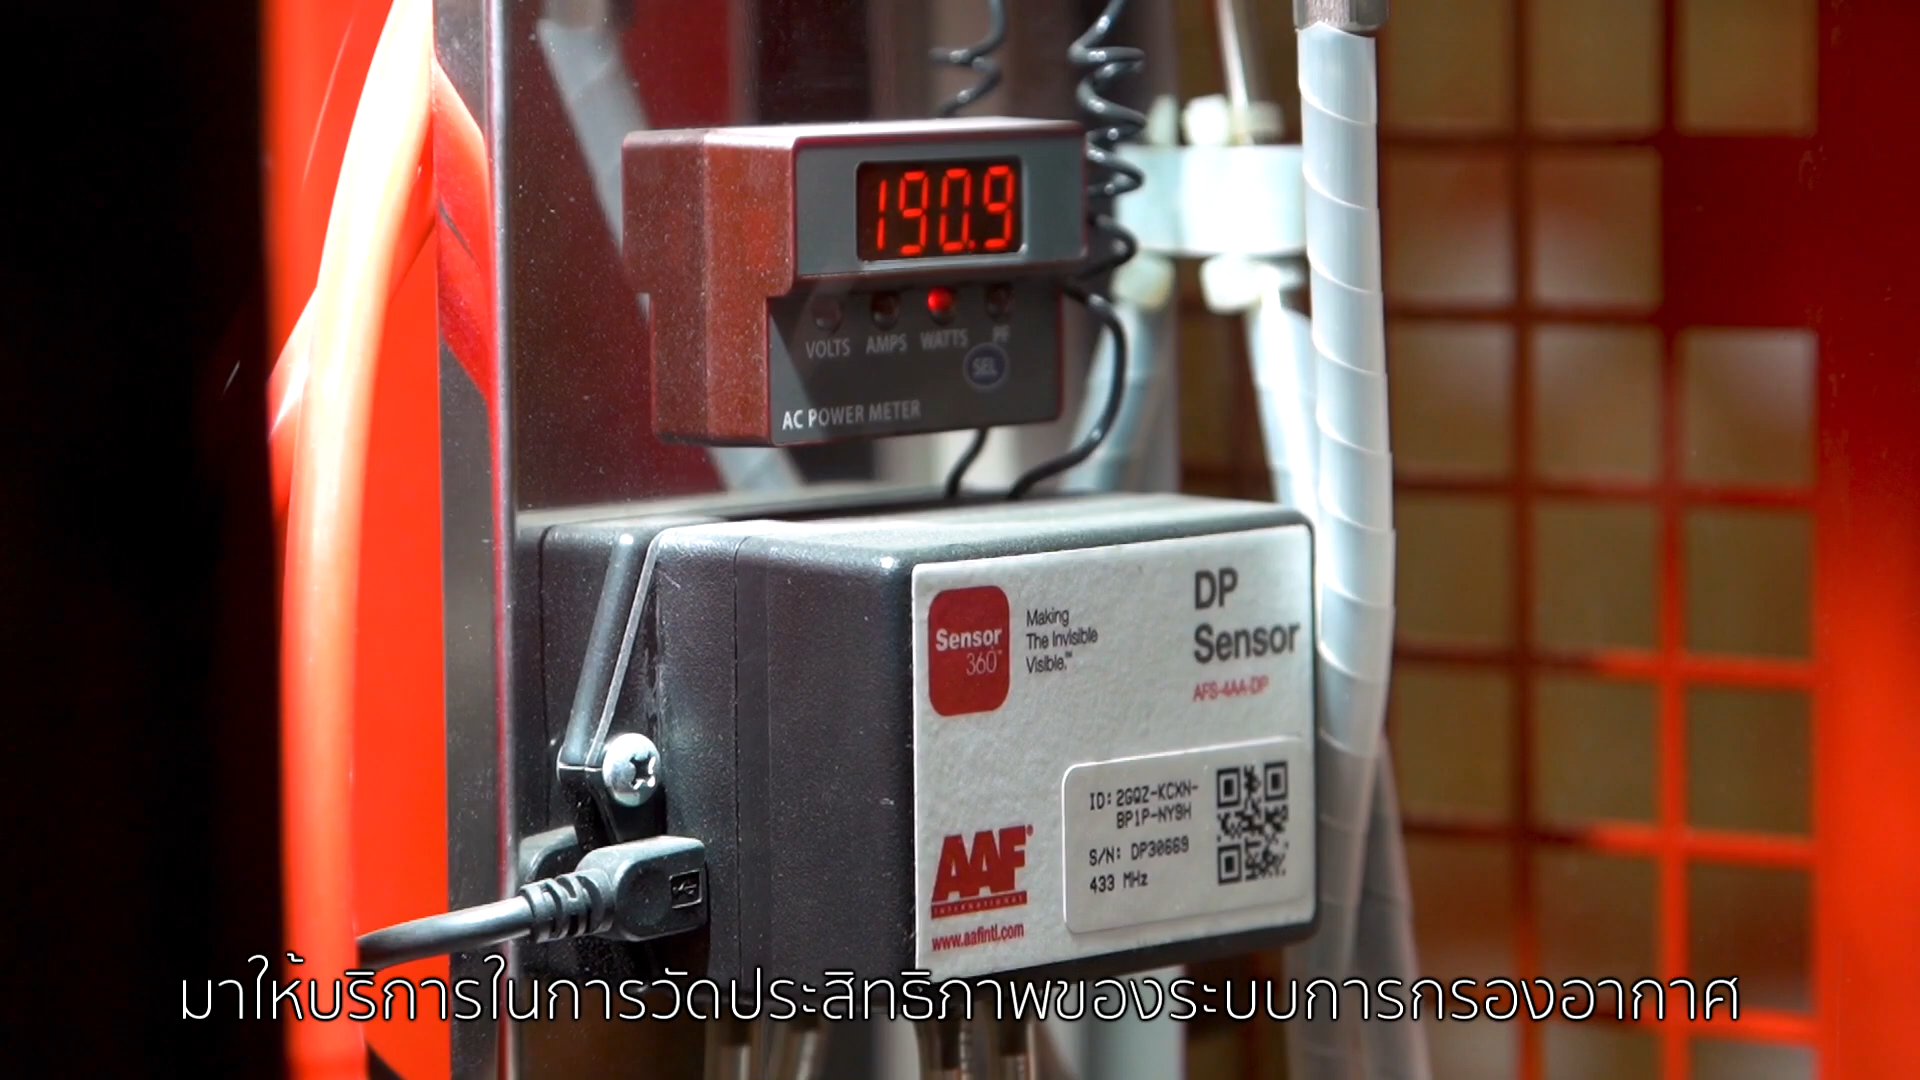 190.9
VOLTS AMPS WATTS PF
SEL
AC POWER METER
Sensor
360™
Making
The Invisible
Visible.™
DP
Sensor
AFS-4AA-DP
ID: 2GQZ-KCXN-
BP1P-NY9H
S/N: DP30669
433 MHz
AAF®
INTERNATIONAL
www.aafintl.com
มาให้บริการในการวัดประสิทธิภาพของระบบการกรองอากาศ